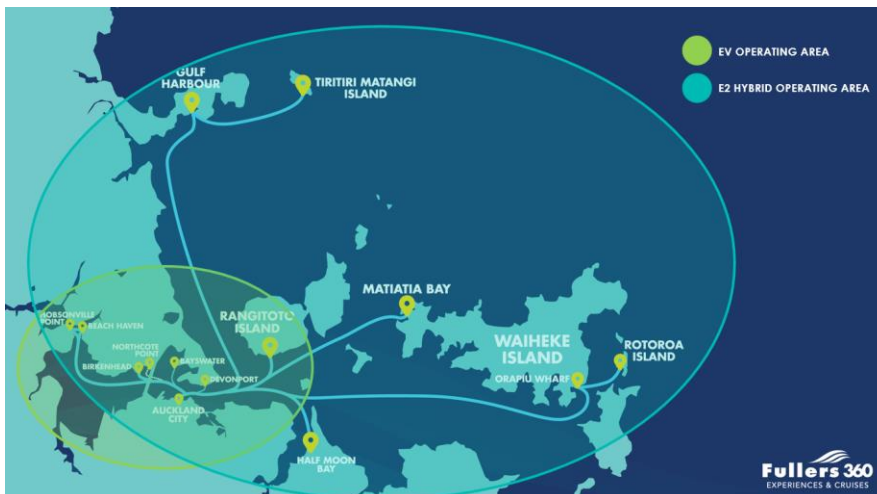 EV OPERATING AREA
E2 HYBRID OPERATING AREA
GULF
HARBOUR
TIRITIRI MATANGI
ISLAND
MATIATIA BAY
RANGITOTO
ISLAND
HOBSONVILLE
POINT
BEACH HAVEN
NORTHCOTE
POINT
BIRKENHEAD
BAYSWATER
DEVONPORT
AUCKLAND
CITY
WAIHEKE
ISLAND
ORAPIU WHARF
ROTOROA
ISLAND
HALF MOON
BAY
Fullers 360
EXPERIENCES & CRUISES